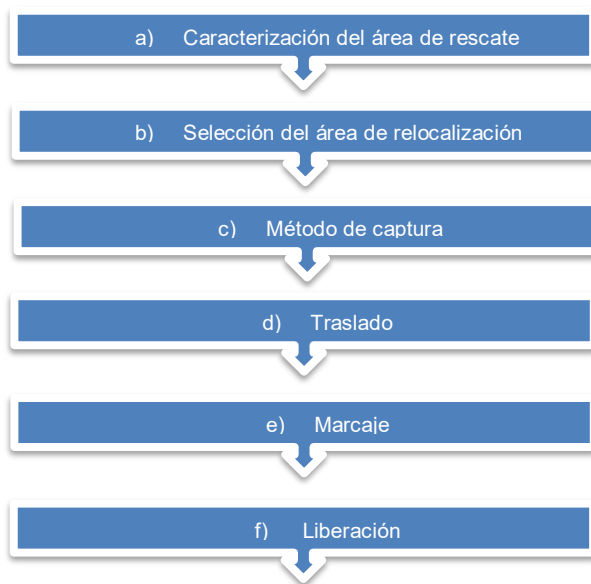 a) Caracterización del área de rescate
b) Selección del área de relocalización
c) Método de captura
d) Traslado
e) Marcaje
f) Liberación